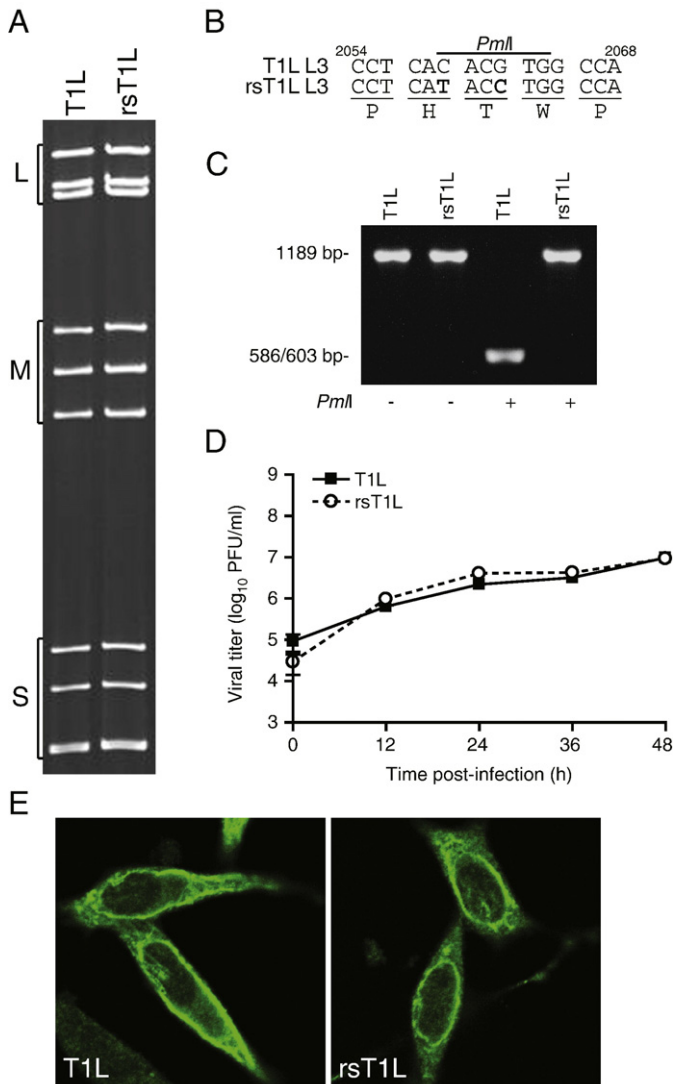 A
T1L
rsT1L
L
M
S
B
PmlI
2054
2068
T1L L3 CCT CAC ACG TGG CCA
rsT1L L3 CCT CAT ACC TGG CCA
P H T W P
C
T1L
rsT1L
T1L
rsT1L
1189 bp-
586/603 bp-
PmlI - - + +
D
T1L
rsT1L
9
8
7
6
5
4
3
Viral titer (log10 PFU/ml)
0 12 24 36 48
Time post-infection (h)
E
T1L
rsT1L